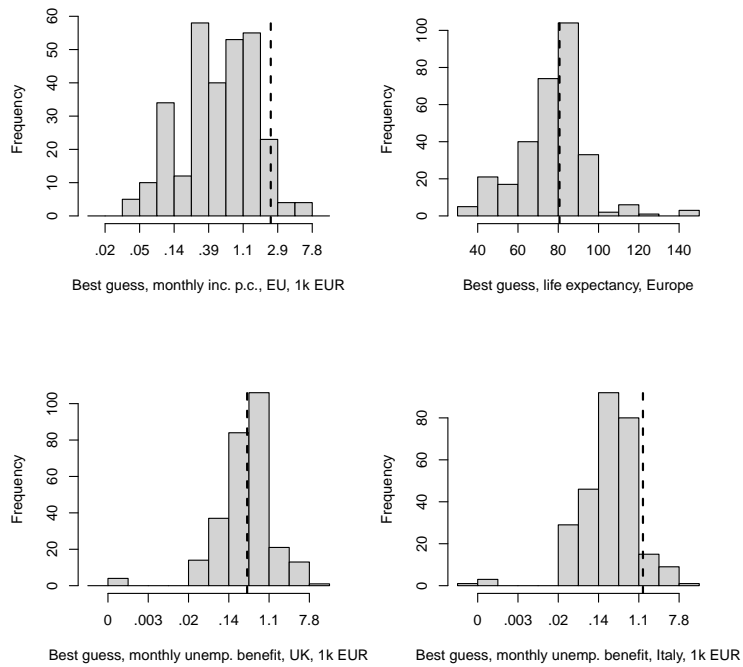 Frequency
0 10 20 30 40 50 60
.02 .05 .14 .39 1.1 2.9 7.8
Best guess, monthly inc. p.c., EU, 1k EUR
Frequency
0 20 40 60 80 100
40 60 80 100 120 140
Best guess, life expectancy, Europe
Frequency
0 20 40 60 80 100
0 .003 .02 .14 1.1 7.8
Best guess, monthly unemp. benefit, UK, 1k EUR
Frequency
0 20 40 60 80
0 .003 .02 .14 1.1 7.8
Best guess, monthly unemp. benefit, Italy, 1k EUR